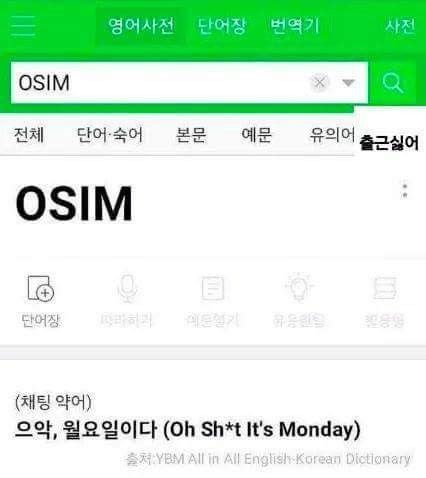 영어사전 단어장 번역기 사전
OSIM
전체 단어·숙어 본문 예문 유의어
출근싫어
OSIM
단어장 따라하기 예문열기 유용한팁 활용형
(채팅 약어)
으악, 월요일이다 (Oh Sh*t It's Monday)
출처:YBM All in All English-Korean Dictionary